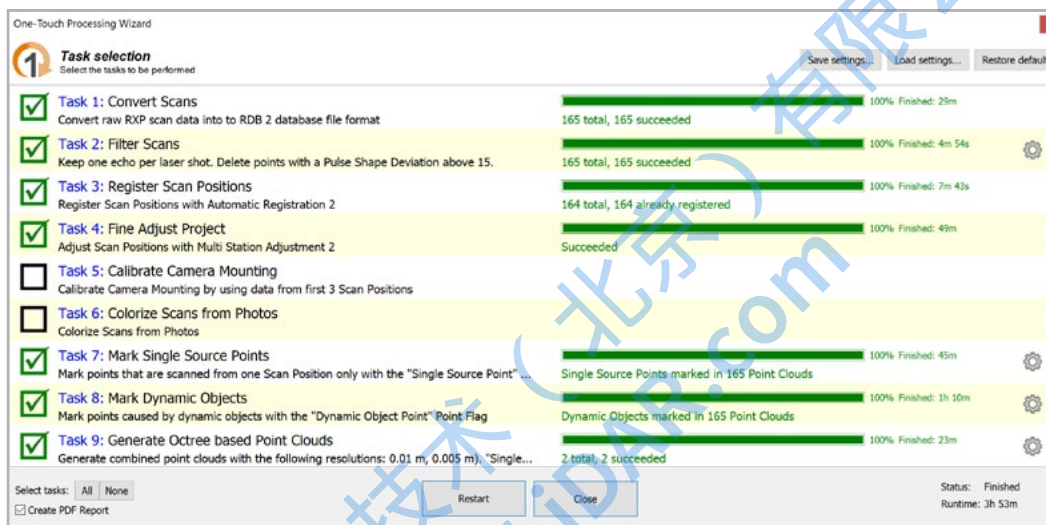 One-Touch Processing Wizard
1
Task selection
Select the tasks to be performed
Save settings... Load settings...
Task 1: Convert Scans
100% Finished: 29m
Convert raw RXP scan data into to RDB 2 database file format
165 total, 165 succeeded
Task 2: Filter Scans
100% Finished: 4m 54s
Keep one echo per laser shot. Delete points with a Pulse Shape Deviation above 15.
165 total, 165 succeeded
Task 3: Register Scan Positions
100% Finished: 7m 43s
Register Scan Positions with Automatic Registration 2
164 total, 164 already registered
Task 4: Fine Adjust Project
100% Finished: 49m
Adjust Scan Positions with Multi Station Adjustment 2
Succeeded
Task 5: Calibrate Camera Mounting
Calibrate Camera Mounting by using data from first 3 Scan Positions
Task 6: Colorize Scans from Photos
Colorize Scans from Photos
Task 7: Mark Single Source Points
100% Finished: 45m
Mark points that are scanned from one Scan Position only with the "Single Source Point" ...
Single Source Points marked in 165 Point Clouds
Task 8: Mark Dynamic Objects
100% Finished: 1h 10m
Mark points caused by dynamic objects with the "Dynamic Object Point" Point Flag
Dynamic Objects marked in 165 Point Clouds
Task 9: Generate Octree based Point Clouds
100% Finished: 23m
Generate combined point clouds with the following resolutions: 0.01 m, 0.005 m). "Single...
2 total, 2 succeeded
Select tasks: All None
Create PDF Report
Restart
Close
Status: Finished
Runtime: 3h 53m
技术（北京）有限
iDAR.com